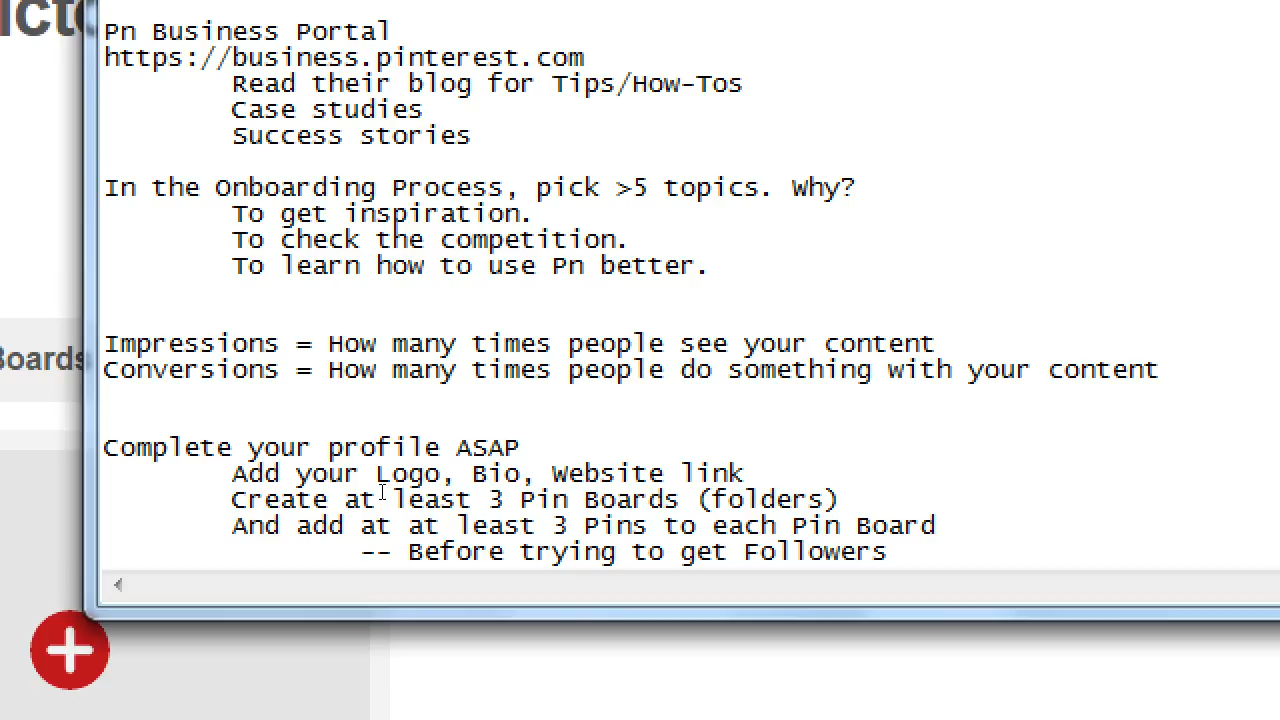 Pn Business Portal
https://business.pinterest.com
Read their blog for Tips/How-Tos
Case studies
Success stories
In the Onboarding Process, pick >5 topics. Why?
To get inspiration.
To check the competition.
To learn how to use Pn better.
Impressions = How many times people see your content
Boards
Conversions = How many times people do something with your content
Complete your profile ASAP
Add your Logo, Bio, Website link
Create at least 3 Pin Boards (folders)
And add at at least 3 Pins to each Pin Board
-- Before trying to get Followers